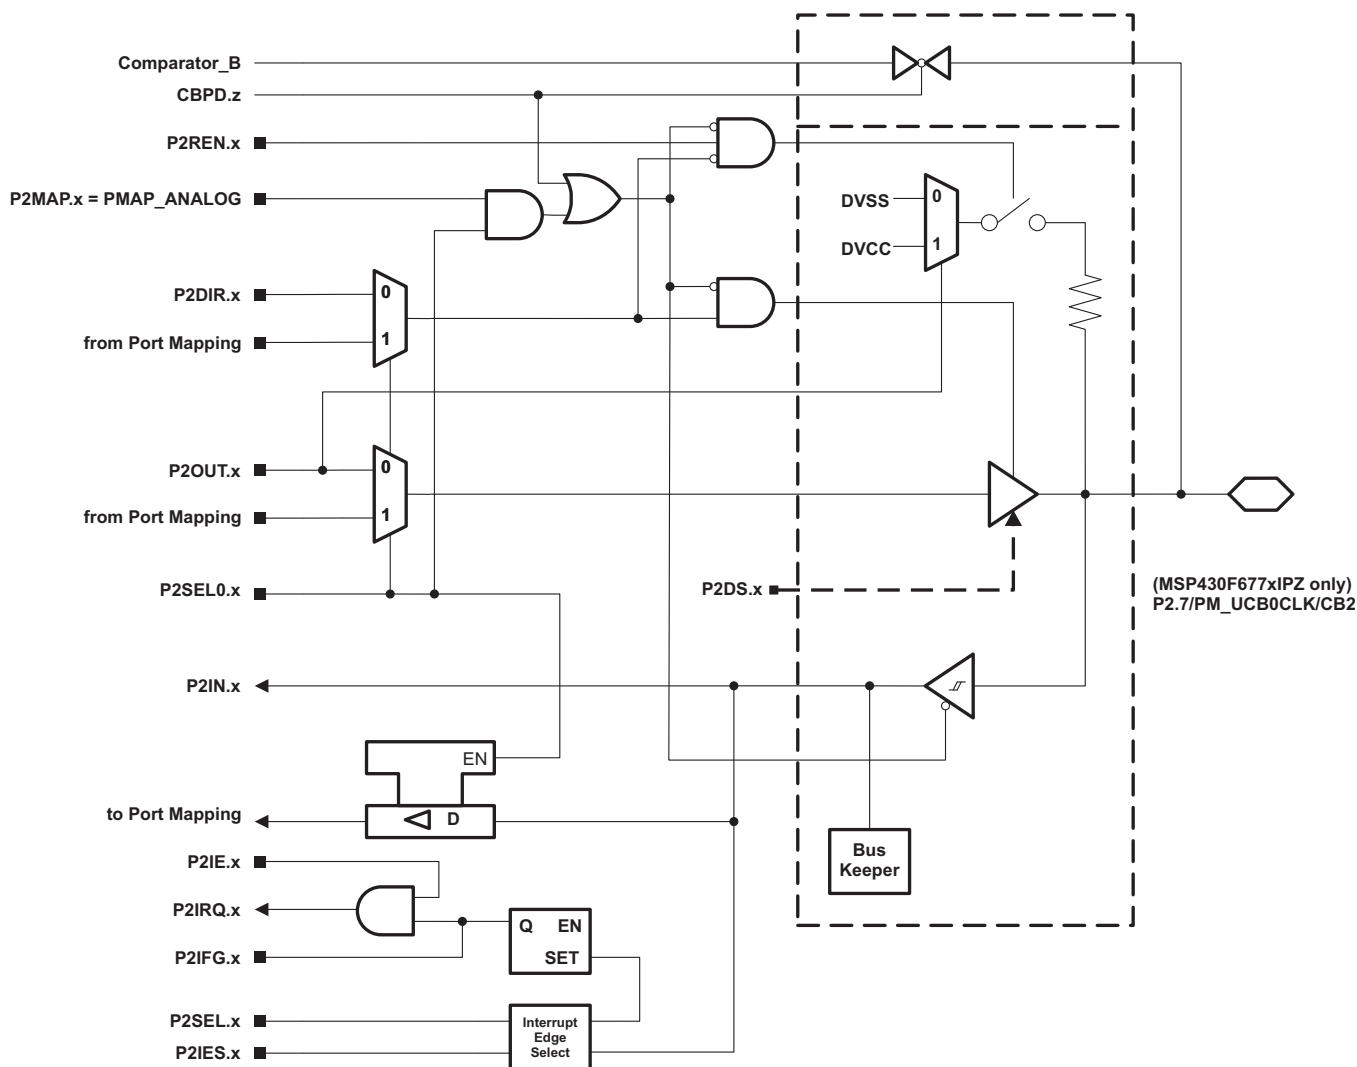 Comparator_B
CBPD.z
P2REN.x
P2MAP.x = PMAP_ANALOG
DVSS
0
DVCC
1
P2DIR.x
0
from Port Mapping
1
P2OUT.x
0
from Port Mapping
1
P2SEL0.x
P2DS.x
(MSP430F677xIPZ only)
P2.7/PM_UCB0CLK/CB2
P2IN.x
EN
to Port Mapping
D
Bus
Keeper
P2IE.x
P2IRQ.x
Q EN
SET
P2IFG.x
P2SEL.x
P2IES.x
Interrupt
Edge
Select